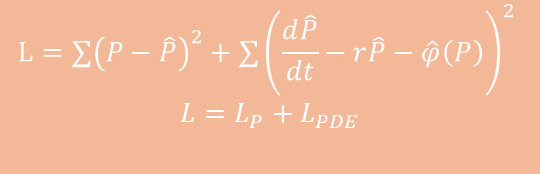 L = ∑(P − P̂)² + ∑(dP̂/dt − rP̂ − φ̂(P))²
L = L_P + L_PDE